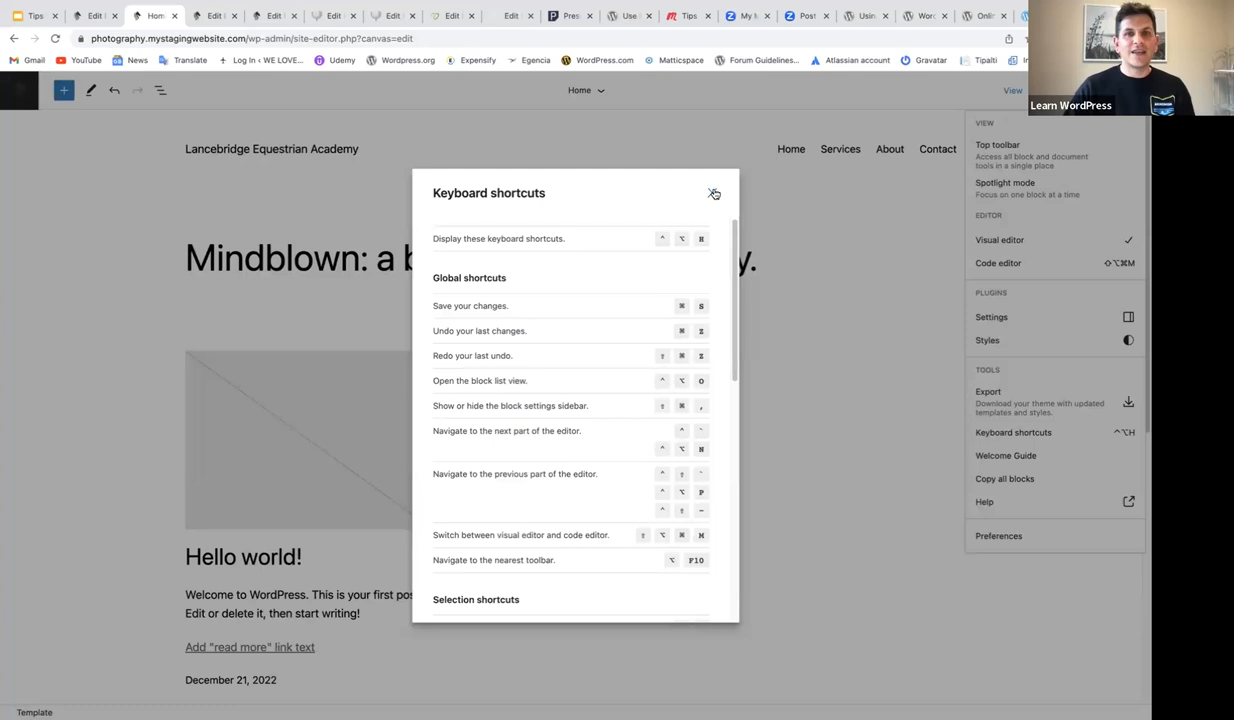 Tips
Edit
Hom
Edit I
Edit I
Edit
Edit
Edit
Edit
Pres
Use
Tips
My M
Post
Usin
Word
Onlin
photography.mystagingwebsite.com/wp-admin/site-editor.php?canvas=edit
Gmail
YouTube
News
Translate
Log In ‹ WE LOVE...
Udemy
Wordpress.org
Expensify
Egencia
WordPress.com
Matticspace
Forum Guidelines...
Atlassian account
Gravatar
Tipalti
Home
View
Learn WordPress
Lancebridge Equestrian Academy
Home
Services
About
Contact
Mindblown: a b
y.
Hello world!
Welcome to WordPress. This is your first pos
Edit or delete it, then start writing!
Add "read more" link text
December 21, 2022
Template
Keyboard shortcuts
Display these keyboard shortcuts. ^ ⌥ H
Global shortcuts
Save your changes. ⌘ S
Undo your last changes. ⌘ Z
Redo your last undo. ⇧ ⌘ Z
Open the block list view. ^ ⌥ O
Show or hide the block settings sidebar. ⇧ ⌘ ,
Navigate to the next part of the editor. ^ `
^ ⌥ N
Navigate to the previous part of the editor. ^ ⇧ `
^ ⌥ P
^ ⇧ ~
Switch between visual editor and code editor. ⇧ ⌥ ⌘ M
Navigate to the nearest toolbar. ⌥ F10
Selection shortcuts
VIEW
Top toolbar
Access all block and document
tools in a single place
Spotlight mode
Focus on one block at a time
EDITOR
Visual editor
Code editor ⇧⌥⌘M
PLUGINS
Settings
Styles
TOOLS
Export
Download your theme with updated
templates and styles.
Keyboard shortcuts ^⌥H
Welcome Guide
Copy all blocks
Help
Preferences